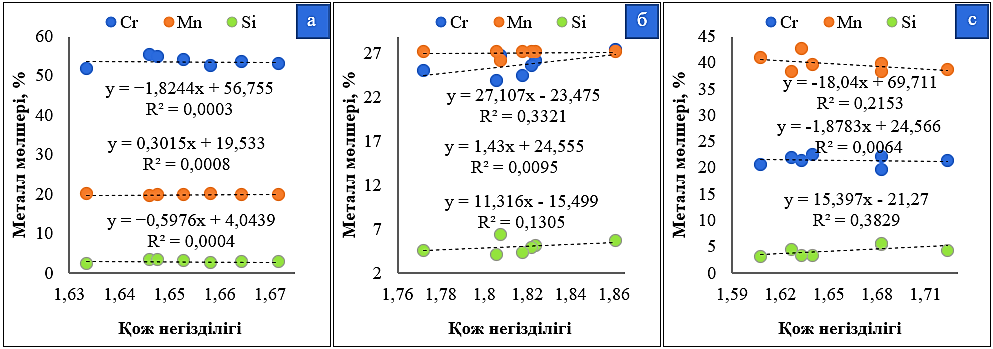 Cr Mn Si
а
Металл мөлшері, %
60
50
40
30
20
10
0
y = −1,8244x + 56,755
R² = 0,0003
y = 0,3015x + 19,533
R² = 0,0008
y = −0,5976x + 4,0439
R² = 0,0004
1,63 1,64 1,65 1,66 1,67
Қож негізділігі
Cr Mn Si
б
Металл мөлшері, %
27
22
17
12
7
2
y = 27,107x - 23,475
R² = 0,3321
y = 1,43x + 24,555
R² = 0,0095
y = 11,316x - 15,499
R² = 0,1305
1,76 1,78 1,8 1,82 1,84 1,86
Қож негізділігі
Cr Mn Si
с
Металл мөлшері, %
45
40
35
30
25
20
15
10
5
0
y = -18,04x + 69,711
R² = 0,2153
y = -1,8783x + 24,566
R² = 0,0064
y = 15,397x - 21,27
R² = 0,3829
1,59 1,62 1,65 1,68 1,71
Қож негізділігі